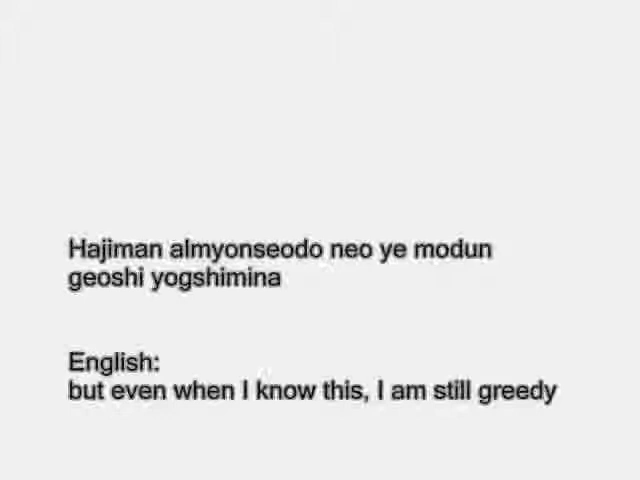 Hajiman almyonseodo neo ye modun
geoshi yogshimina
English:
but even when I know this, I am still greedy